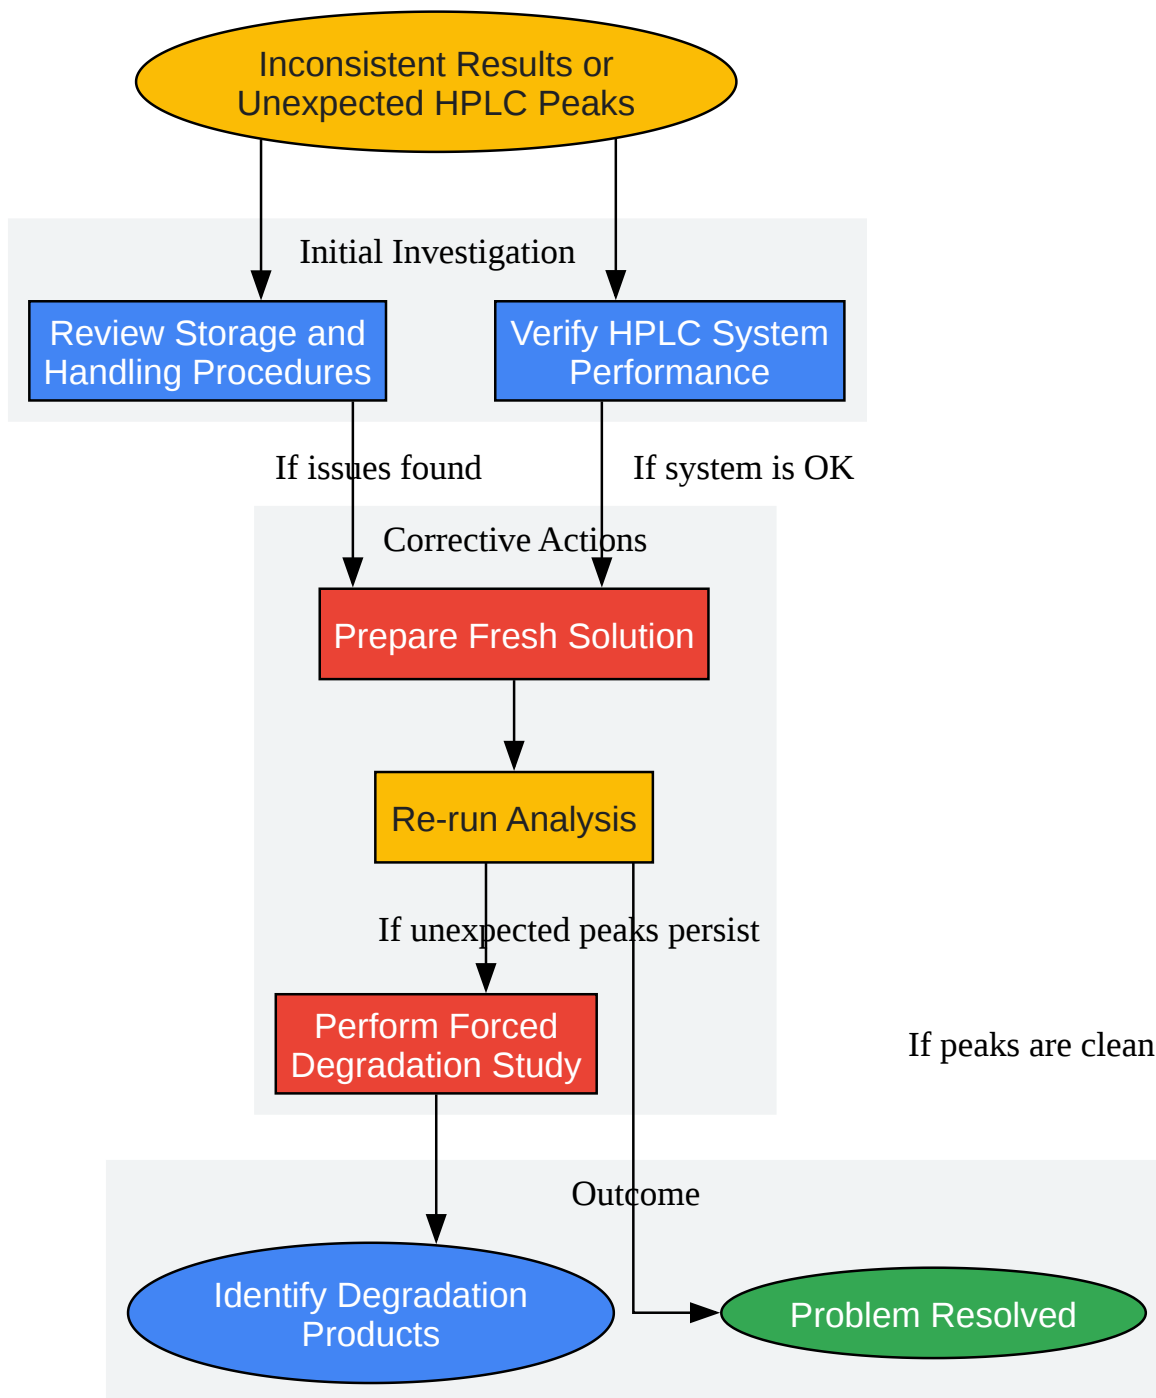 Inconsistent Results or
Unexpected HPLC Peaks
Initial Investigation
Review Storage and
Handling Procedures
Verify HPLC System
Performance
If issues found
If system is OK
Corrective Actions
Prepare Fresh Solution
Re-run Analysis
If unexpected peaks persist
Perform Forced
Degradation Study
If peaks are clean
Outcome
Identify Degradation
Products
Problem Resolved